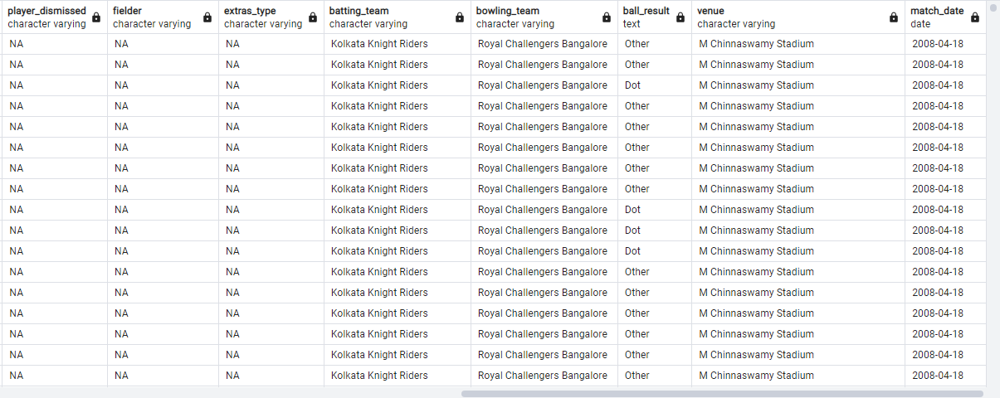 player_dismissed fielder extras_type batting_team bowling_team ball_result venue match_date
character varying character varying character varying character varying character varying text character varying date
NA NA NA Kolkata Knight Riders Royal Challengers Bangalore Other M Chinnaswamy Stadium 2008-04-18
NA NA NA Kolkata Knight Riders Royal Challengers Bangalore Other M Chinnaswamy Stadium 2008-04-18
NA NA NA Kolkata Knight Riders Royal Challengers Bangalore Dot M Chinnaswamy Stadium 2008-04-18
NA NA NA Kolkata Knight Riders Royal Challengers Bangalore Other M Chinnaswamy Stadium 2008-04-18
NA NA NA Kolkata Knight Riders Royal Challengers Bangalore Other M Chinnaswamy Stadium 2008-04-18
NA NA NA Kolkata Knight Riders Royal Challengers Bangalore Other M Chinnaswamy Stadium 2008-04-18
NA NA NA Kolkata Knight Riders Royal Challengers Bangalore Other M Chinnaswamy Stadium 2008-04-18
NA NA NA Kolkata Knight Riders Royal Challengers Bangalore Other M Chinnaswamy Stadium 2008-04-18
NA NA NA Kolkata Knight Riders Royal Challengers Bangalore Dot M Chinnaswamy Stadium 2008-04-18
NA NA NA Kolkata Knight Riders Royal Challengers Bangalore Dot M Chinnaswamy Stadium 2008-04-18
NA NA NA Kolkata Knight Riders Royal Challengers Bangalore Dot M Chinnaswamy Stadium 2008-04-18
NA NA NA Kolkata Knight Riders Royal Challengers Bangalore Other M Chinnaswamy Stadium 2008-04-18
NA NA NA Kolkata Knight Riders Royal Challengers Bangalore Other M Chinnaswamy Stadium 2008-04-18
NA NA NA Kolkata Knight Riders Royal Challengers Bangalore Other M Chinnaswamy Stadium 2008-04-18
NA NA NA Kolkata Knight Riders Royal Challengers Bangalore Other M Chinnaswamy Stadium 2008-04-18
NA NA NA Kolkata Knight Riders Royal Challengers Bangalore Other M Chinnaswamy Stadium 2008-04-18
NA NA NA Kolkata Knight Riders Royal Challengers Bangalore Other M Chinnaswamy Stadium 2008-04-18